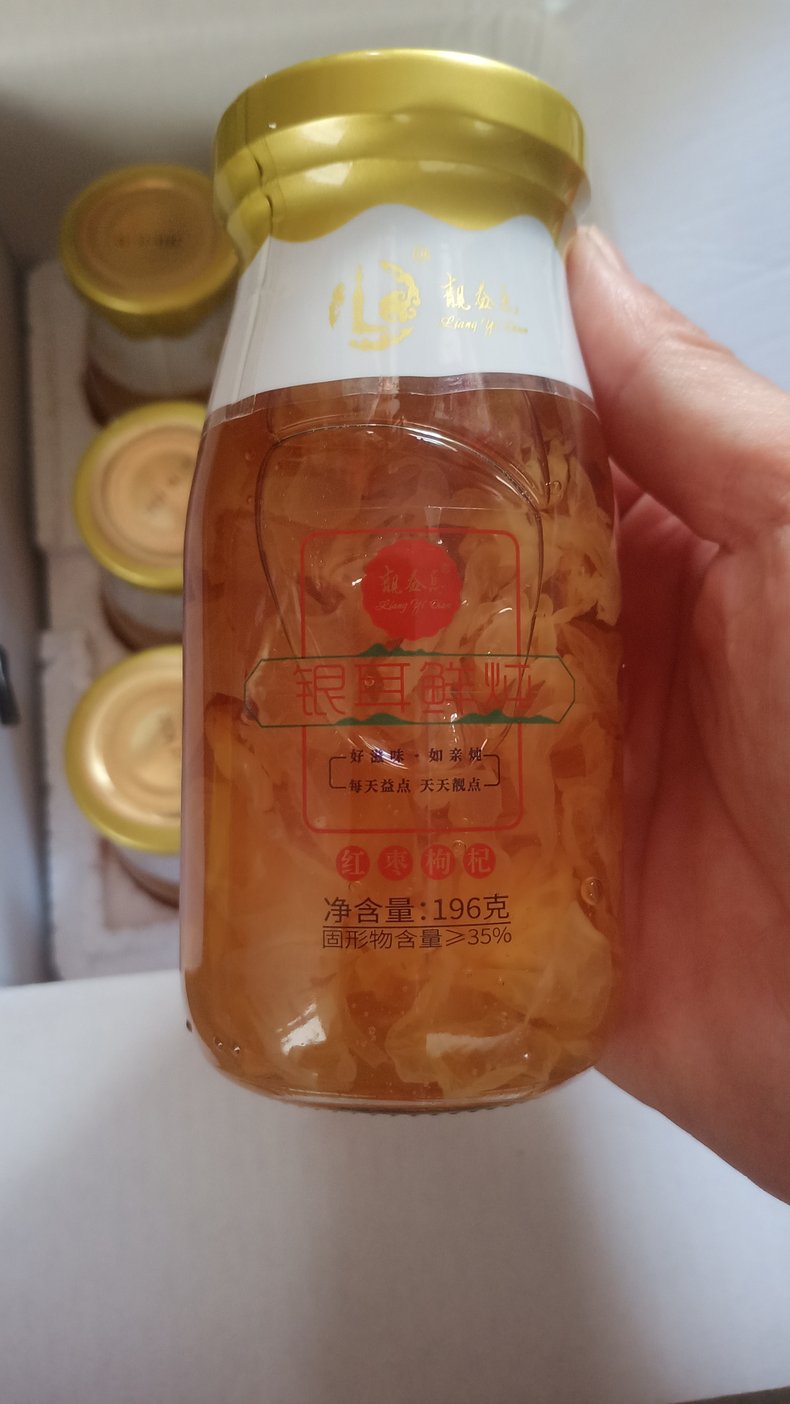 靓益点
Liang Yi Dian
靓益点
Liang Yi Dian
银耳鲜炖
好滋味·如亲炖
每天益点 天天靓点
红枣枸杞
净含量:196克
固形物含量≥35%